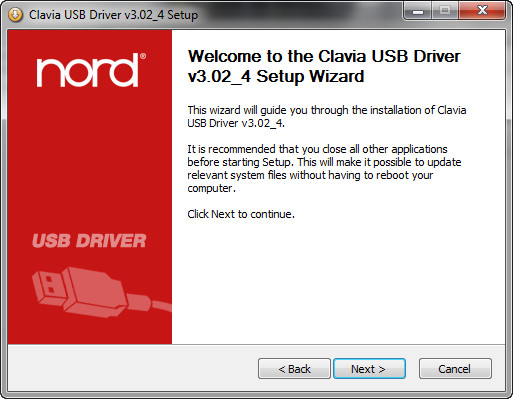 Clavia USB Driver v3.02_4 Setup
nord®
Welcome to the Clavia USB Driver
v3.02_4 Setup Wizard
This wizard will guide you through the installation of Clavia
USB Driver v3.02_4.
It is recommended that you close all other applications
before starting Setup. This will make it possible to update
relevant system files without having to reboot your
computer.
Click Next to continue.
USB DRIVER
< Back
Next >
Cancel